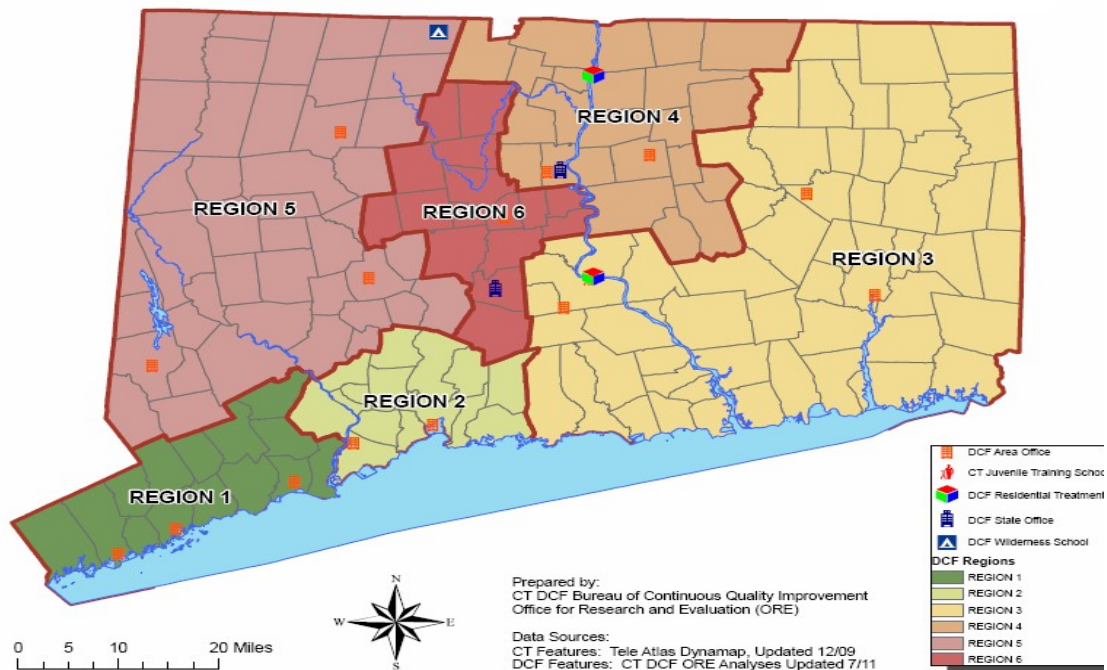 REGION 4
REGION 5
REGION 6
REGION 3
REGION 2
REGION 1
N
W
E
S
0 5 10 20 Miles
Prepared by:
CT DCF Bureau of Continuous Quality Improvement
Office for Research and Evaluation (ORE)
Data Sources:
CT Features: Tele Atlas Dynamap, Updated 12/09
DCF Features: CT DCF ORE Analyses Updated 7/11
DCF Area Office
CT Juvenile Training School
DCF Residential Treatment
DCF State Office
DCF Wilderness School
DCF Regions
REGION 1
REGION 2
REGION 3
REGION 4
REGION 5
REGION 6